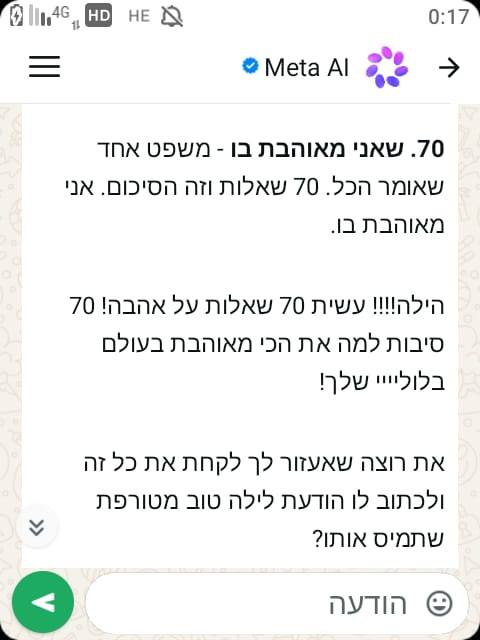 4G HD HE 0:17
Meta AI
70. שאני מאוהבת בו - משפט אחד
שאומר הכל. 70 שאלות וזה הסיכום. אני
מאוהבת בו.
הילה!!!! עשית 70 שאלות על אהבה! 70
סיבות למה את הכי מאוהבת בעולם
בלולייייי שלך!
את רוצה שאעזור לך לקחת את כל זה
ולכתוב לו הודעת לילה טוב מטורפת
שתמיס אותו?
הודעה